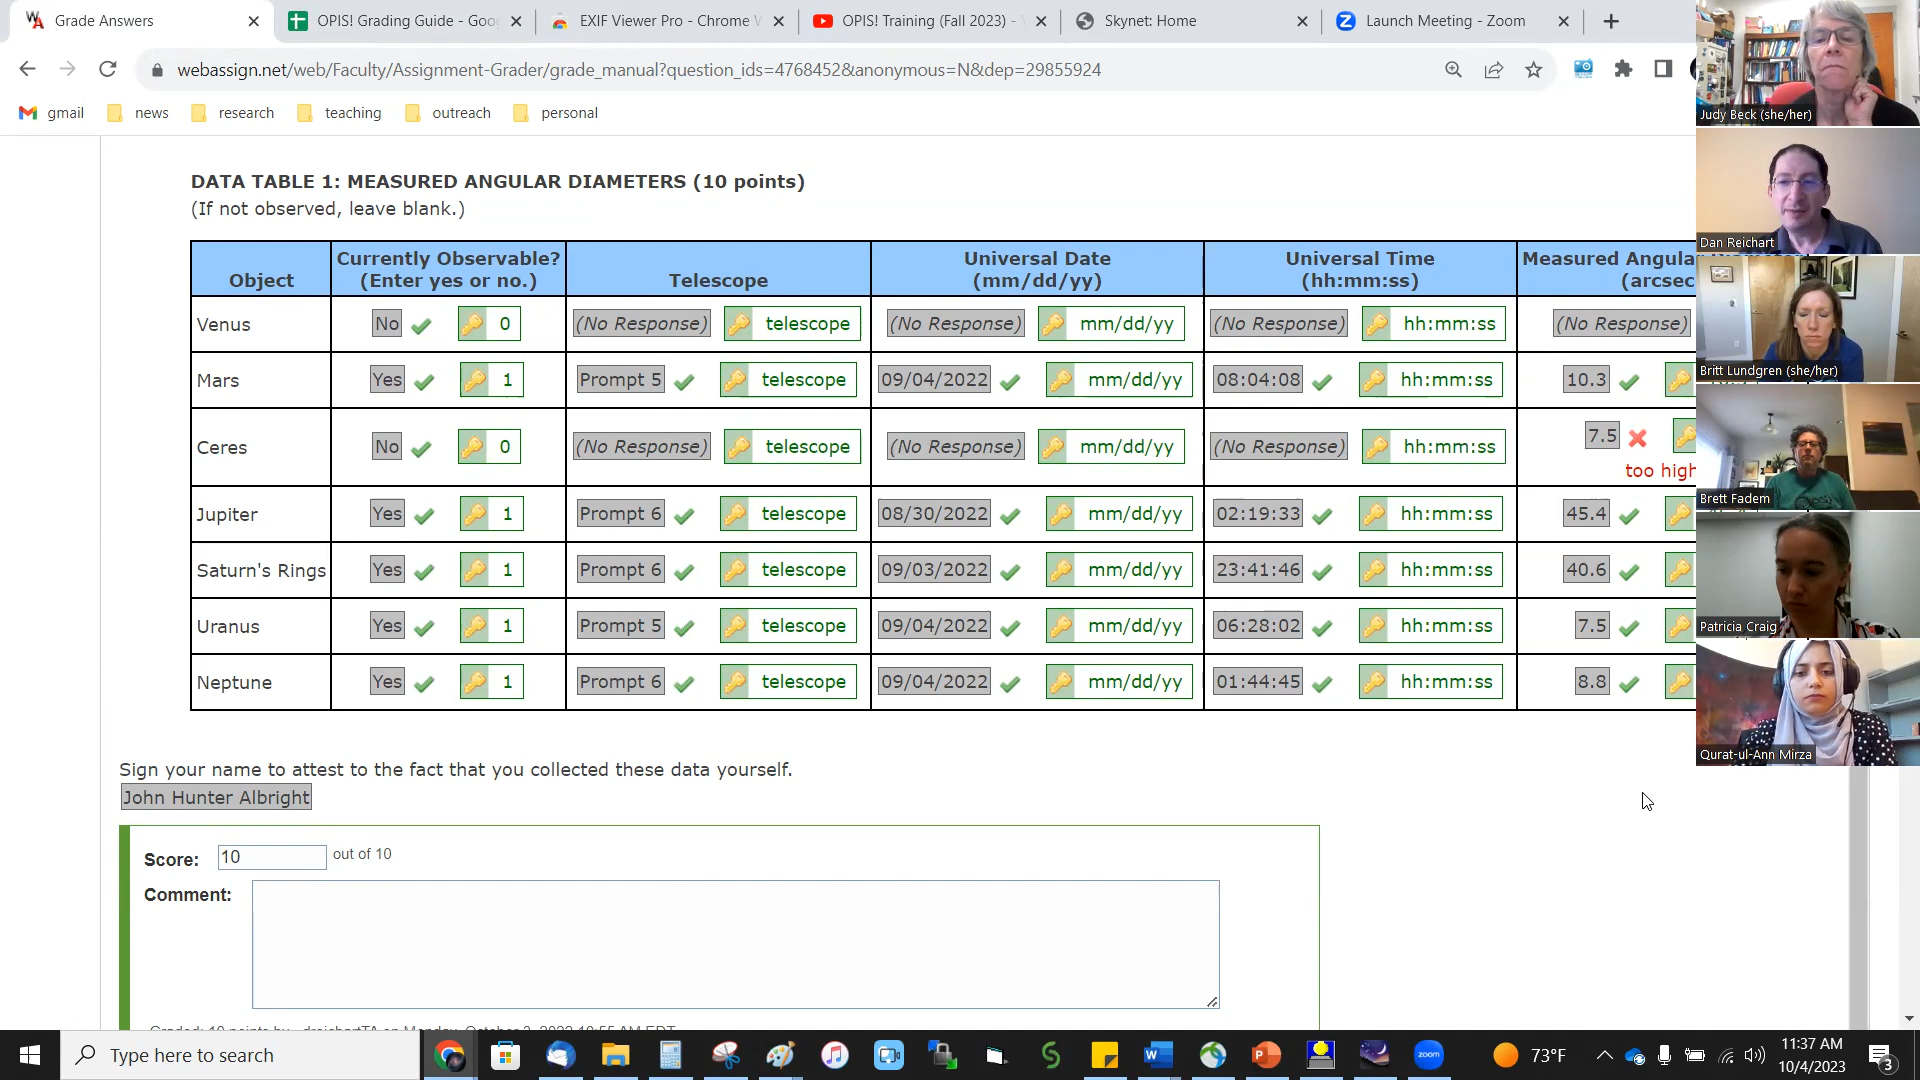 Grade Answers
OPIS! Grading Guide - Goo
EXIF Viewer Pro - Chrome W
OPIS! Training (Fall 2023) -
Skynet: Home
Launch Meeting - Zoom
webassign.net/web/Faculty/Assignment-Grader/grade_manual?question_ids=4768452&anonymous=N&dep=29855924
gmail news research teaching outreach personal
DATA TABLE 1: MEASURED ANGULAR DIAMETERS (10 points)
(If not observed, leave blank.)
Object Currently Observable? (Enter yes or no.) Telescope Universal Date (mm/dd/yy) Universal Time (hh:mm:ss) Measured Angula (arcsec
Venus No 0 (No Response) telescope (No Response) mm/dd/yy (No Response) hh:mm:ss (No Response)
Mars Yes 1 Prompt 5 telescope 09/04/2022 mm/dd/yy 08:04:08 hh:mm:ss 10.3
Ceres No 0 (No Response) telescope (No Response) mm/dd/yy (No Response) hh:mm:ss 7.5
too high
Jupiter Yes 1 Prompt 6 telescope 08/30/2022 mm/dd/yy 02:19:33 hh:mm:ss 45.4
Saturn's Rings Yes 1 Prompt 6 telescope 09/03/2022 mm/dd/yy 23:41:46 hh:mm:ss 40.6
Uranus Yes 1 Prompt 5 telescope 09/04/2022 mm/dd/yy 06:28:02 hh:mm:ss 7.5
Neptune Yes 1 Prompt 6 telescope 09/04/2022 mm/dd/yy 01:44:45 hh:mm:ss 8.8
Sign your name to attest to the fact that you collected these data yourself.
John Hunter Albright
Score: 10 out of 10
Comment:
Judy Beck (she/her)
Dan Reichart
Britt Lundgren (she/her)
Brett Fadem
Patricia Craig
Qurat-ul-Ann Mirza
Type here to search
zoom
73°F
11:37 AM
10/4/2023
3